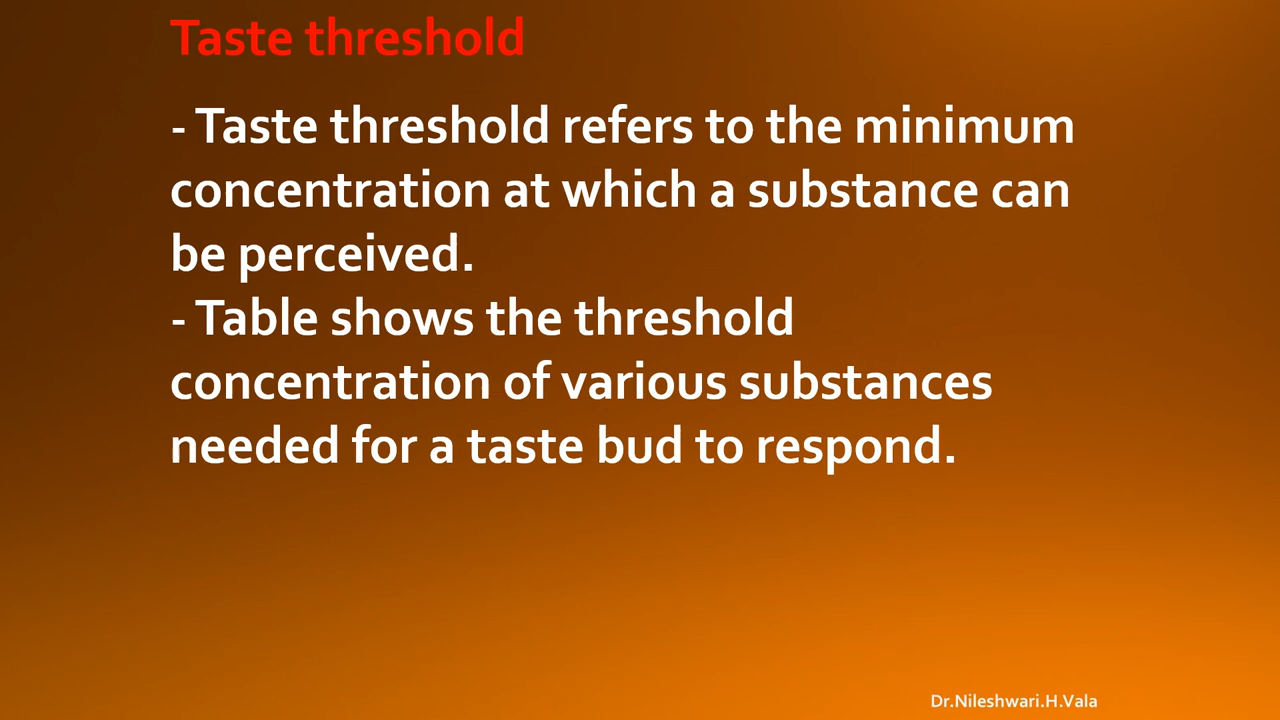 Taste threshold
- Taste threshold refers to the minimum
concentration at which a substance can
be perceived.
- Table shows the threshold
concentration of various substances
needed for a taste bud to respond.
Dr.Nileshwari.H.Vala